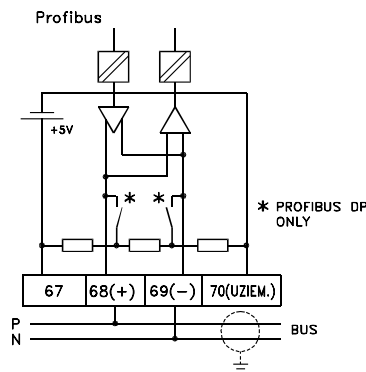 Profibus
+5V
* *
* PROFIBUS DP
ONLY
67 68(+) 69(-) 70(UZIEM.)
P
N
BUS